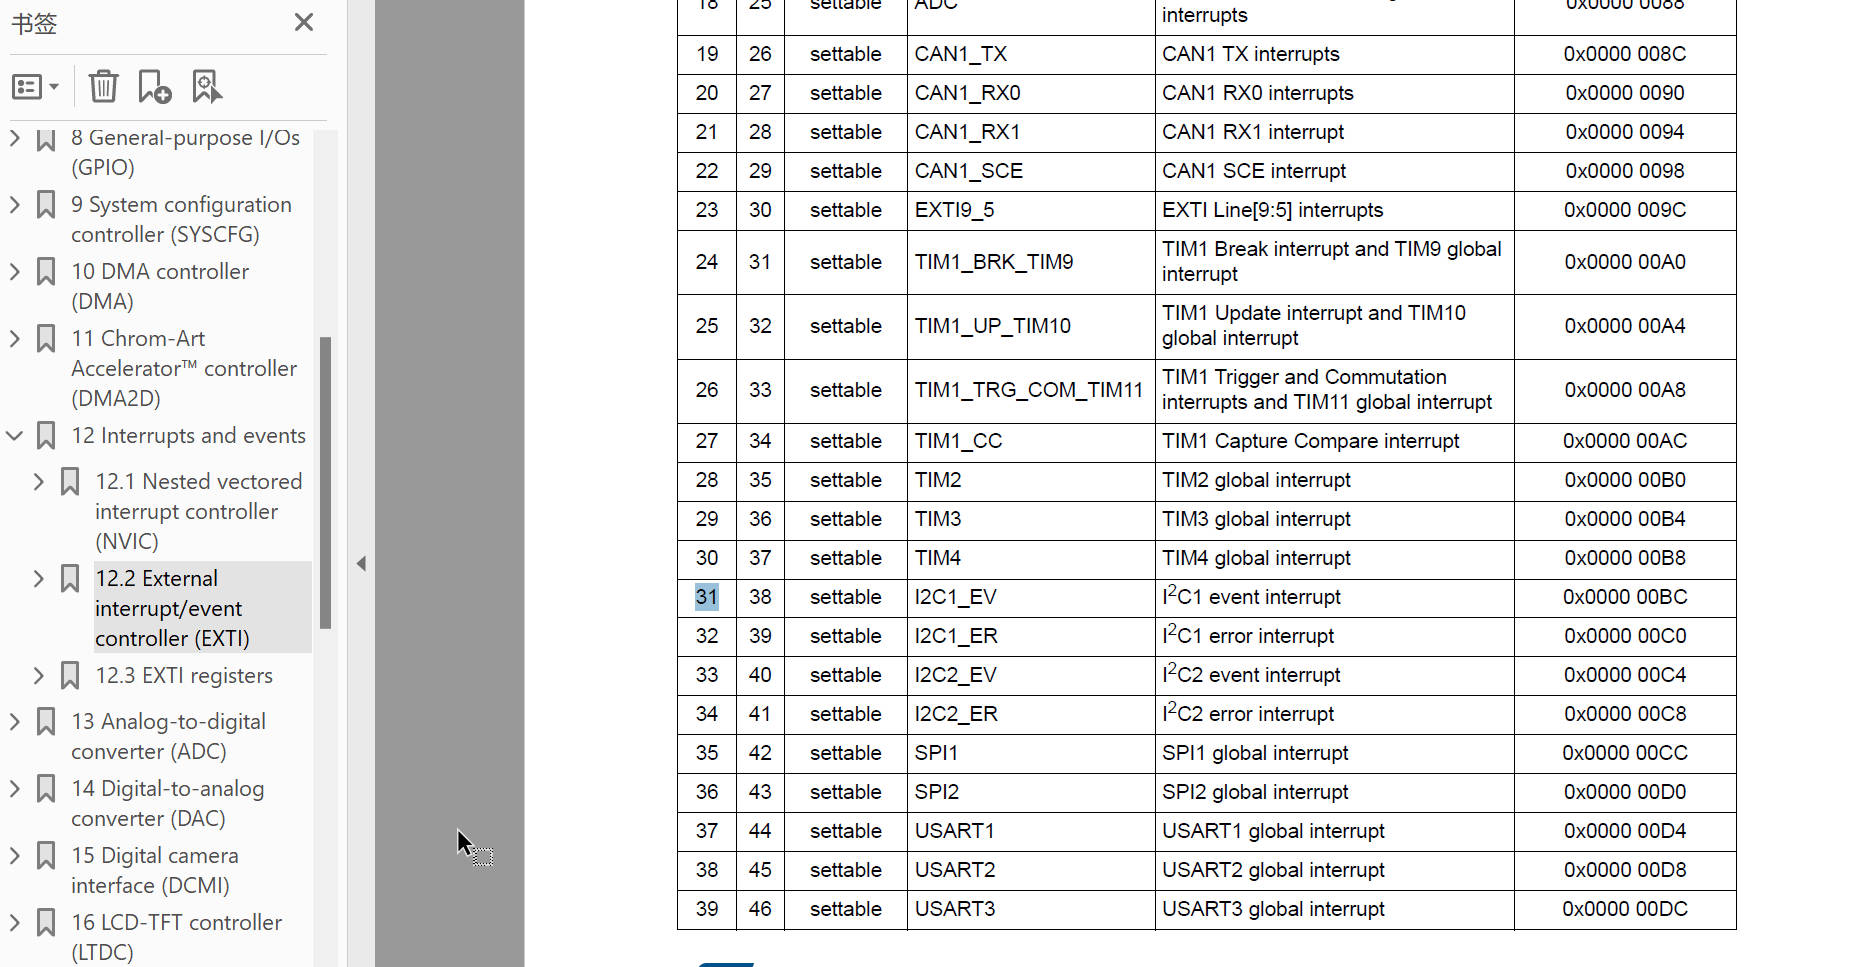 书签
8 General-purpose I/Os
(GPIO)
9 System configuration
controller (SYSCFG)
10 DMA controller
(DMA)
11 Chrom-Art
Accelerator™ controller
(DMA2D)
12 Interrupts and events
12.1 Nested vectored
interrupt controller
(NVIC)
12.2 External
interrupt/event
controller (EXTI)
12.3 EXTI registers
13 Analog-to-digital
converter (ADC)
14 Digital-to-analog
converter (DAC)
15 Digital camera
interface (DCMI)
16 LCD-TFT controller
(LTDC)
18 25 settable ADC interrupts 0x0000 0088
19 26 settable CAN1_TX CAN1 TX interrupts 0x0000 008C
20 27 settable CAN1_RX0 CAN1 RX0 interrupts 0x0000 0090
21 28 settable CAN1_RX1 CAN1 RX1 interrupt 0x0000 0094
22 29 settable CAN1_SCE CAN1 SCE interrupt 0x0000 0098
23 30 settable EXTI9_5 EXTI Line[9:5] interrupts 0x0000 009C
24 31 settable TIM1_BRK_TIM9 TIM1 Break interrupt and TIM9 global
interrupt 0x0000 00A0
25 32 settable TIM1_UP_TIM10 TIM1 Update interrupt and TIM10
global interrupt 0x0000 00A4
26 33 settable TIM1_TRG_COM_TIM11 TIM1 Trigger and Commutation
interrupts and TIM11 global interrupt 0x0000 00A8
27 34 settable TIM1_CC TIM1 Capture Compare interrupt 0x0000 00AC
28 35 settable TIM2 TIM2 global interrupt 0x0000 00B0
29 36 settable TIM3 TIM3 global interrupt 0x0000 00B4
30 37 settable TIM4 TIM4 global interrupt 0x0000 00B8
31 38 settable I2C1_EV I²C1 event interrupt 0x0000 00BC
32 39 settable I2C1_ER I²C1 error interrupt 0x0000 00C0
33 40 settable I2C2_EV I²C2 event interrupt 0x0000 00C4
34 41 settable I2C2_ER I²C2 error interrupt 0x0000 00C8
35 42 settable SPI1 SPI1 global interrupt 0x0000 00CC
36 43 settable SPI2 SPI2 global interrupt 0x0000 00D0
37 44 settable USART1 USART1 global interrupt 0x0000 00D4
38 45 settable USART2 USART2 global interrupt 0x0000 00D8
39 46 settable USART3 USART3 global interrupt 0x0000 00DC